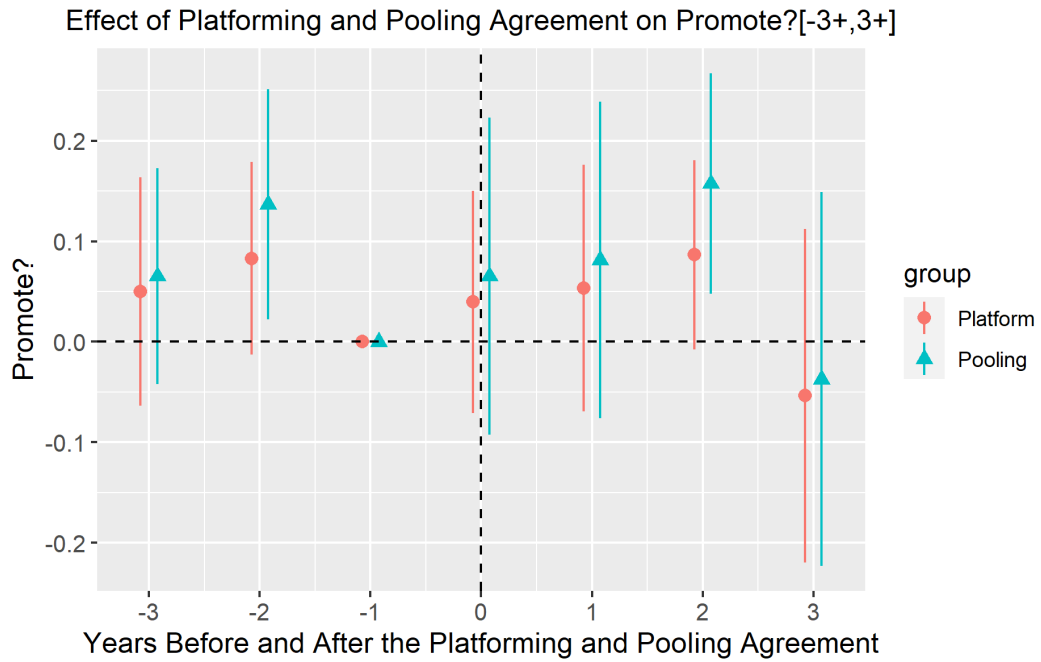 Effect of Platforming and Pooling Agreement on Promote?[-3+,3+]
Promote?
0.2
0.1
0.0
-0.1
-0.2
-3 -2 -1 0 1 2 3
Years Before and After the Platforming and Pooling Agreement
group
Platform
Pooling